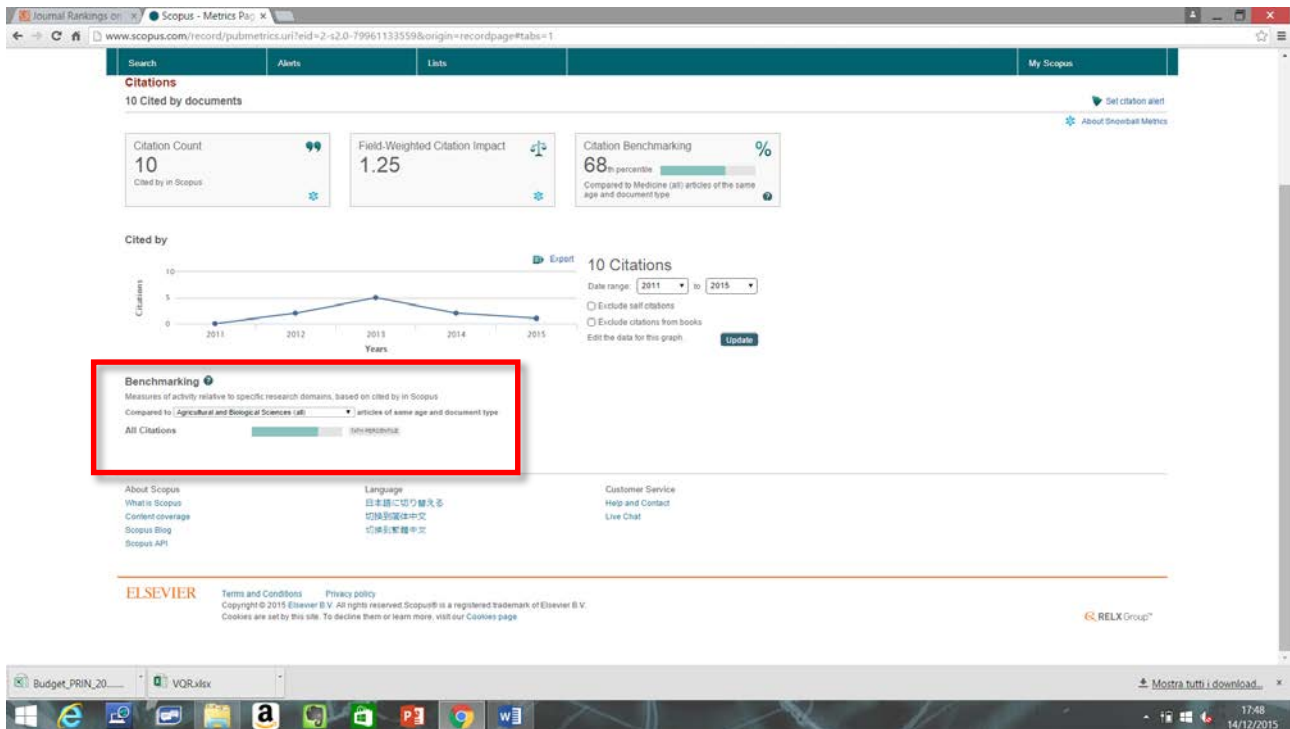 Journal Rankings on
Scopus - Metrics Pag
www.scopus.com/record/pubmetrics.uri?eid=2-s2.0-79961133559&origin=recordpage#tabs=1
Search Alerts Lists My Scopus
Citations
10 Cited by documents
Set citation alert
About Snowball Metrics
Citation Count
10
Cited by in Scopus
Field-Weighted Citation Impact
1.25
Citation Benchmarking %
68th percentile
Compared to Medicine (all) articles of the same
age and document type
Cited by
Export
10
5
0
Citations
2011 2012 2013 2014 2015
Years
10 Citations
Date range: 2011 to 2015
Exclude self citations
Exclude citations from books
Edit the data for this graph Update
Benchmarking
Measures of activity relative to specific research domains, based on cited by in Scopus
Compared to Agricultural and Biological Sciences (all) articles of same age and document type
All Citations
About Scopus
What is Scopus
Content coverage
Scopus Blog
Scopus API
Language
日本語に切り替える
切换到简体中文
切換到繁體中文
Customer Service
Help and Contact
Live Chat
ELSEVIER
Terms and Conditions Privacy policy
Copyright © 2015 Elsevier B.V. All rights reserved. Scopus® is a registered trademark of Elsevier B.V.
Cookies are set by this site. To decline them or learn more, visit our Cookies page
RELX Group™
Budget_PRIN_20....... VQR.xlsx Mostra tutti i download...
17:48
14/12/2015